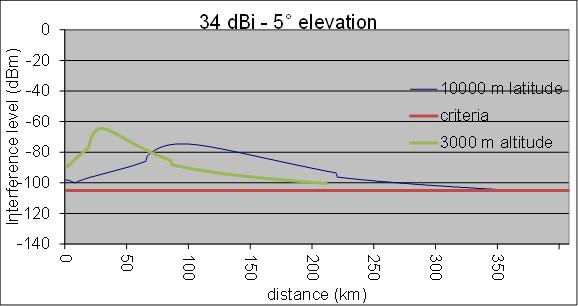 34 dBi - 5° elevation
Interference level (dBm)
0
-20
-40
-60
-80
-100
-120
-140
10000 m latitude
criteria
3000 m altitude
0
50
100
150
200
250
300
350
distance (km)